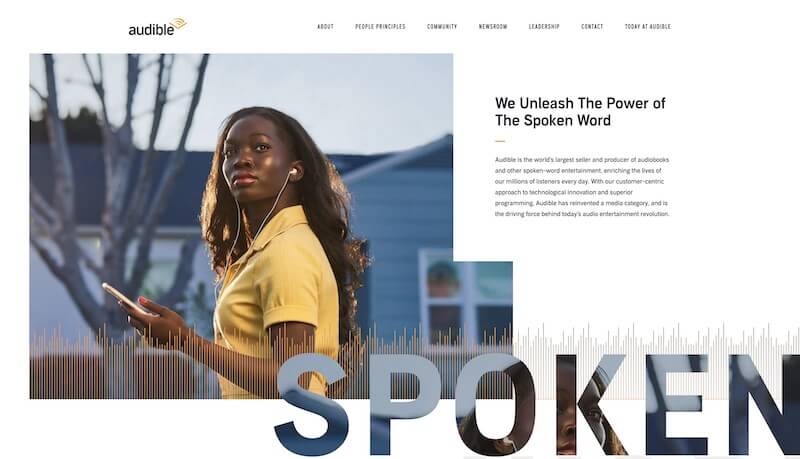 audible
ABOUT
PEOPLE PRINCIPLES
COMMUNITY
NEWSROOM
LEADERSHIP
CONTACT
TODAY AT AUDIBLE
We Unleash The Power of
The Spoken Word
Audible is the world's largest seller and producer of audiobooks
and other spoken-word entertainment, enriching the lives of
our millions of listeners every day. With our customer-centric
approach to technological innovation and superior
programming, Audible has reinvented a media category, and is
the driving force behind today's audio entertainment revolution.
SPOKEN